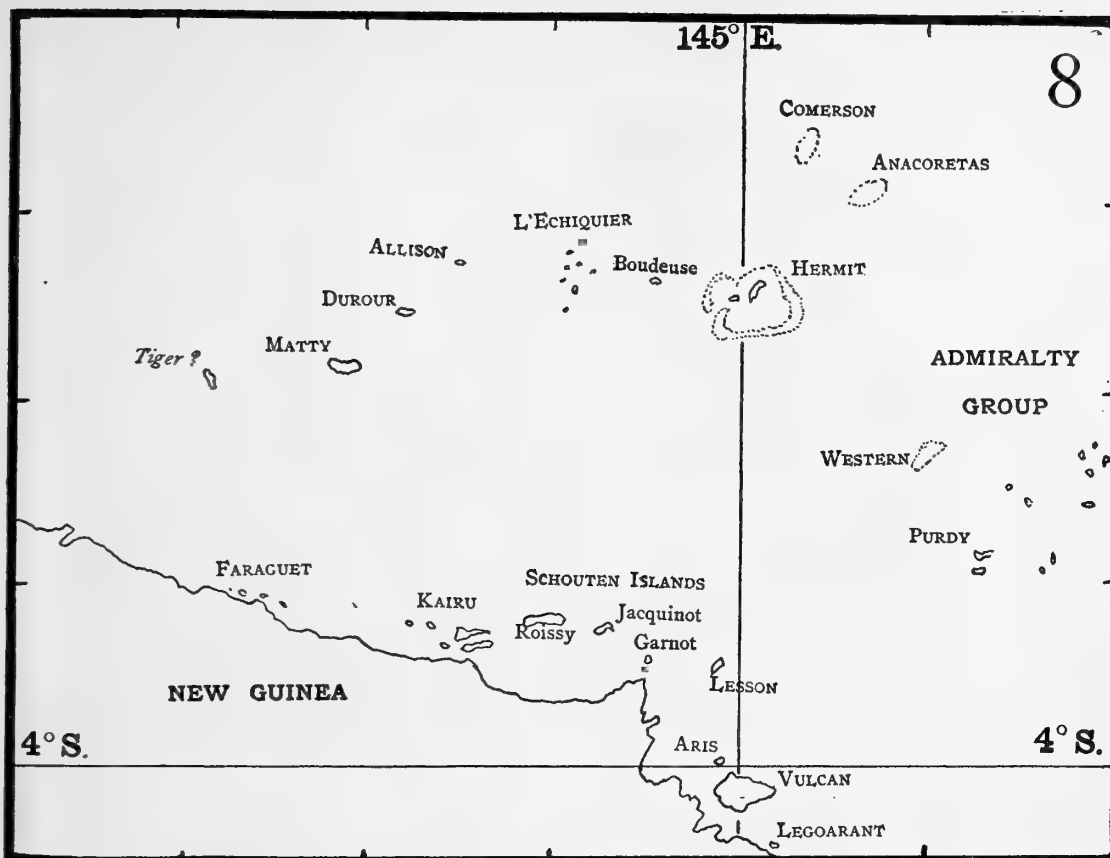 145° E.
8
COMERSON
ANACORETAS
L'ECHIQUIER
ALLISON
Boudeuse
HERMIT
DUROUR
MATTY
Tiger ?
ADMIRALTY
GROUP
WESTERN
PURDY
FARAGUET
SCHOUTEN ISLANDS
KAIRU
Roissy
Jacquinot
Garnot
LESSON
NEW GUINEA
4° S.
ARIS
4° S.
VULCAN
LEGOARANT